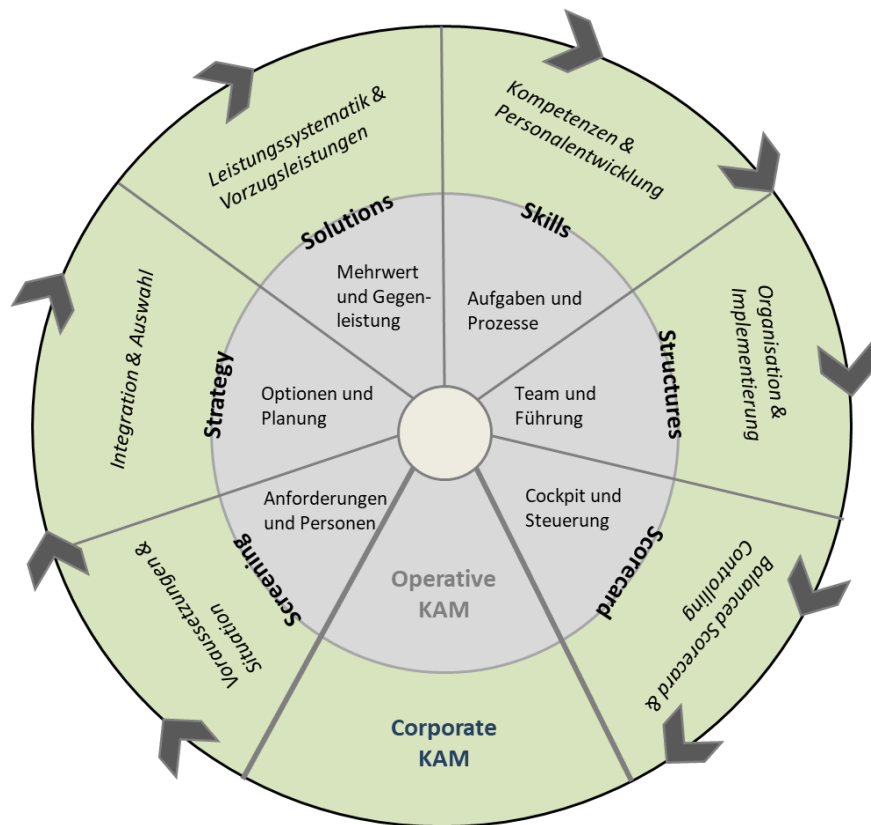 Leistungssystematik &
Vorzugsleistungen
Kompetenzen &
Personalentwicklung
Solutions
Skills
Mehrwert
und Gegen-
leistung
Aufgaben und
Prozesse
Integration & Auswahl
Strategy
Optionen und
Planung
Team und
Führung
Structures
Organisation &
Implementierung
Anforderungen
und Personen
Cockpit und
Steuerung
Screening
Scorecard
Voraussetzungen &
Situation
Balanced Scorecard &
Controlling
Operative
KAM
Corporate
KAM